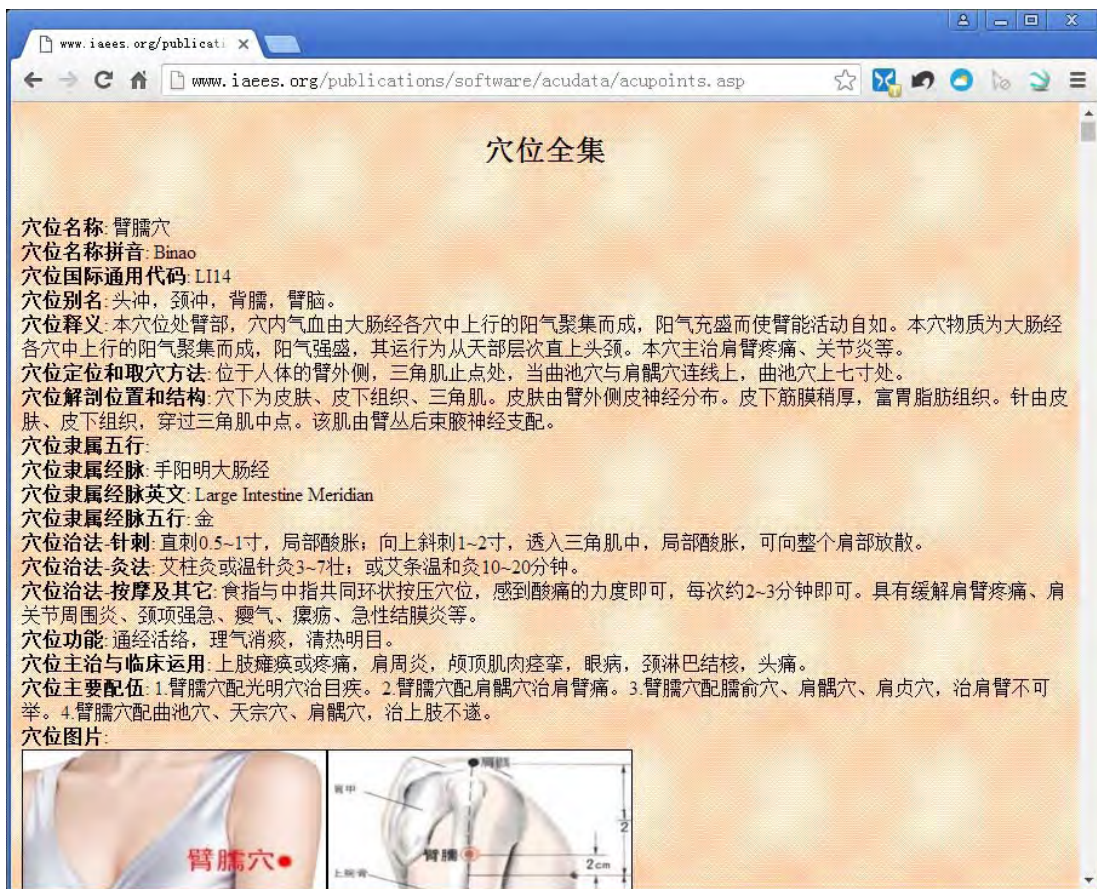 www.iaees.org/publicati
www.iaees.org/publications/software/acudata/acupoints.asp
穴位全集
穴位名称: 臂臑穴
穴位名称拼音: Binao
穴位国际通用代码: LI14
穴位别名: 头冲，颈冲，背臑，臂脑。
穴位释义: 本穴位处臂部，穴内气血由大肠经各穴中上行的阳气聚集而成，阳气充盛而使臂能活动自如。本穴物质为大肠经
各穴中上行的阳气聚集而成，阳气强盛，其运行为从天部层次直上头颈。本穴主治肩臂疼痛、关节炎等。
穴位定位和取穴方法: 位于人体的臂外侧，三角肌止点处，当曲池穴与肩髃穴连线上，曲池穴上七寸处。
穴位解剖位置和结构: 穴下为皮肤、皮下组织、三角肌。皮肤由臂外侧皮神经分布。皮下筋膜稍厚，富胃脂肪组织。针由皮
肤、皮下组织，穿过三角肌中点。该肌由臂丛后束腋神经支配。
穴位隶属五行:
穴位隶属经脉: 手阳明大肠经
穴位隶属经脉英文: Large Intestine Meridian
穴位隶属经脉五行: 金
穴位治法-针刺: 直刺0.5~1寸，局部酸胀；向上斜刺1~2寸，透入三角肌中，局部酸胀，可向整个肩部放散。
穴位治法-灸法: 艾柱灸或温针灸3~7壮；或艾条温和灸10~20分钟。
穴位治法-按摩及其它: 食指与中指共同环状按压穴位，感到酸痛的力度即可，每次约2~3分钟即可。具有缓解肩臂疼痛、肩
关节周围炎、颈项强急、瘿气、瘰疬、急性结膜炎等。
穴位功能: 通经活络，理气消痰，清热明目。
穴位主治与临床运用: 上肢瘫痪或疼痛，肩周炎，颅顶肌肉痉挛，眼病，颈淋巴结核，头痛。
穴位主要配伍: 1.臂臑穴配光明穴治目疾。2.臂臑穴配肩髃穴治肩臂痛。3.臂臑穴配臑俞穴、肩髃穴、肩贞穴，治肩臂不可
举。4.臂臑穴配曲池穴、天宗穴、肩髃穴，治上肢不遂。
穴位图片:
肩髃
肩甲
1/2
臂臑穴
臂臑
2cm
上腕骨